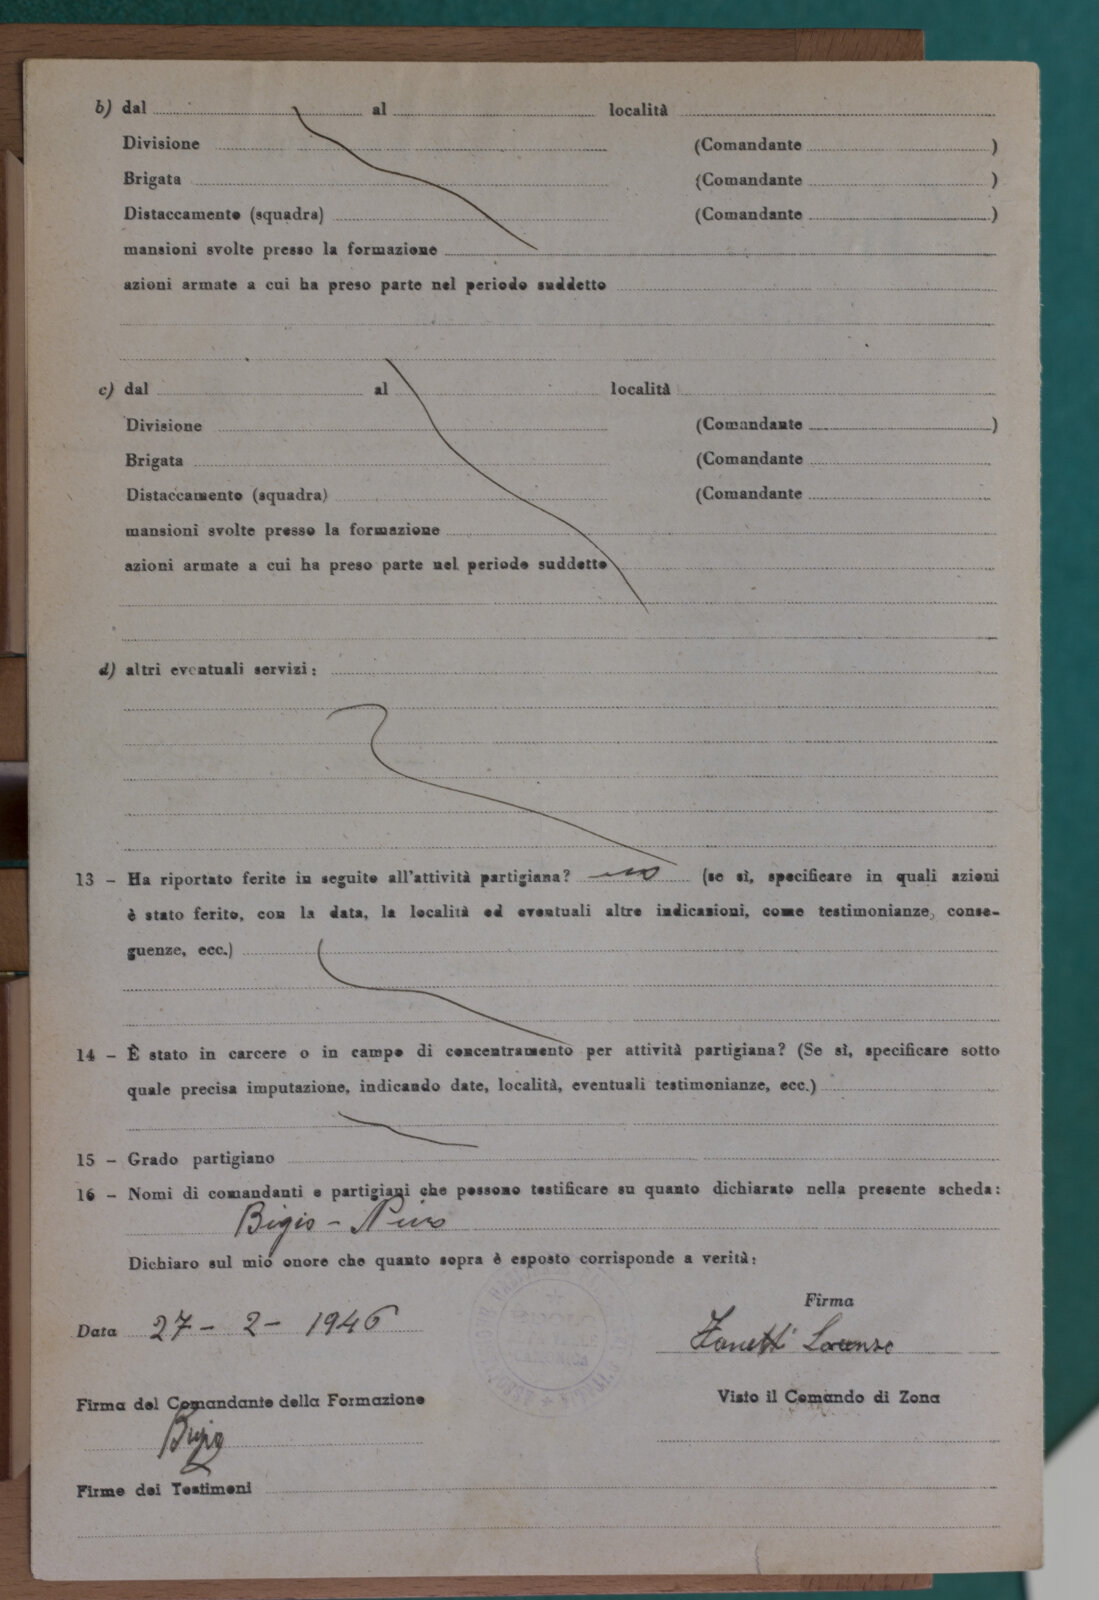 b) dal al località
Divisione (Comandante )
Brigata (Comandante )
Distaccamento (squadra) (Comandante )
mansioni svolte presso la formazione
azioni armate a cui ha preso parte nel periodo suddetto
c) dal al località
Divisione (Comandante )
Brigata (Comandante
Distaccamento (squadra) (Comandante
mansioni svolte presso la formazione
azioni armate a cui ha preso parte nel periodo suddetto
d) altri eventuali servizi:
13 - Ha riportato ferite in seguito all'attività partigiana? no (se sì, specificare in quali azioni
è stato ferito, con la data, la località ed eventuali altre indicazioni, come testimonianze, conse-
guenze, ecc.)
14 - È stato in carcere o in campo di concentramento per attività partigiana? (Se sì, specificare sotto
quale precisa imputazione, indicando date, località, eventuali testimonianze, ecc.)
15 - Grado partigiano
16 - Nomi di comandanti e partigiani che possono testificare su quanto dichiarato nella presente scheda:
Bigio - Piero
Dichiaro sul mio onore che quanto sopra è esposto corrisponde a verità:
Firma
Data 27 - 2 - 1946 Zanetti Lorenzo
Firma del Comandante della Formazione Visto il Comando di Zona
Bigio
Firme dei Testimoni